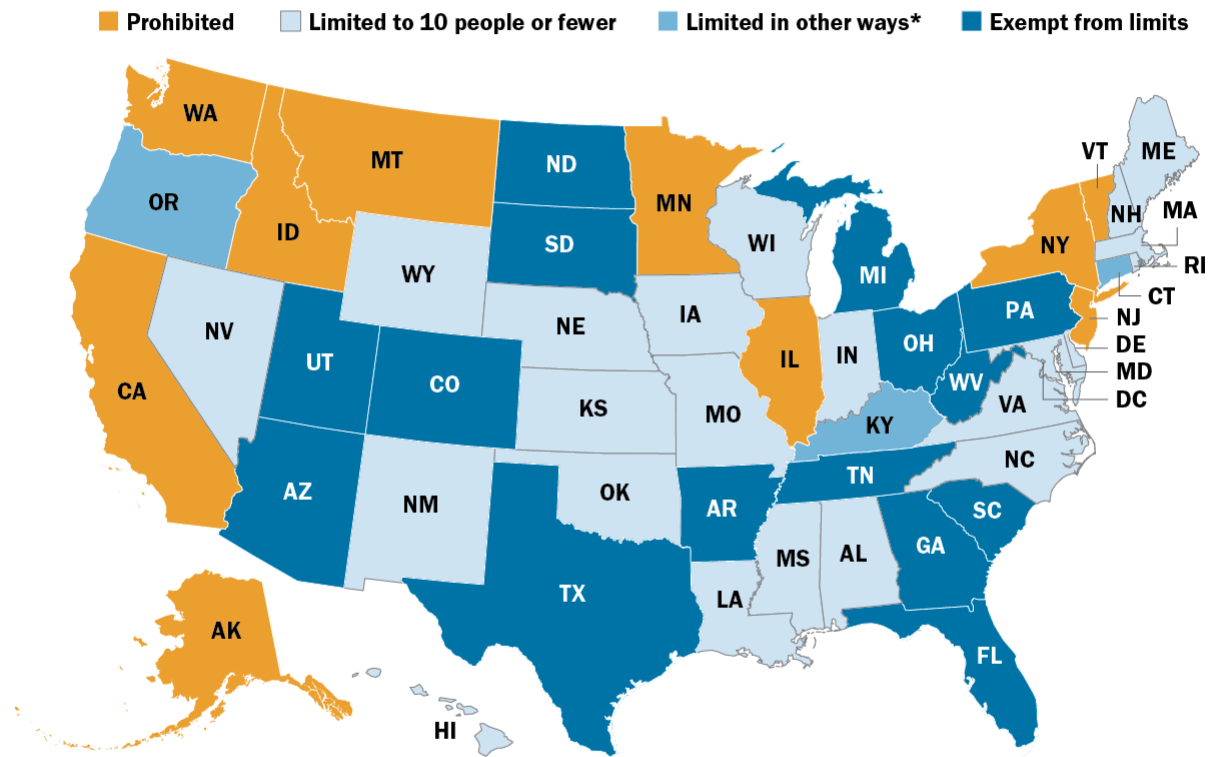 Prohibited Limited to 10 people or fewer Limited in other ways* Exempt from limits
WA
MT
ND
MN
VT
ME
OR
ID
SD
WI
MI
NY
NH
MA
WY
RI
CT
NV
NE
IA
PA
NJ
UT
CO
IL
IN
OH
DE
CA
KS
MO
WV
MD
KY
VA
DC
AZ
NM
OK
AR
TN
NC
SC
MS
AL
GA
TX
LA
AK
FL
HI